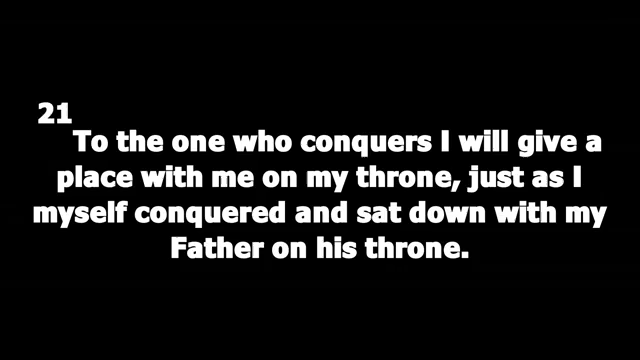 21
To the one who conquers I will give a
place with me on my throne, just as I
myself conquered and sat down with my
Father on his throne.